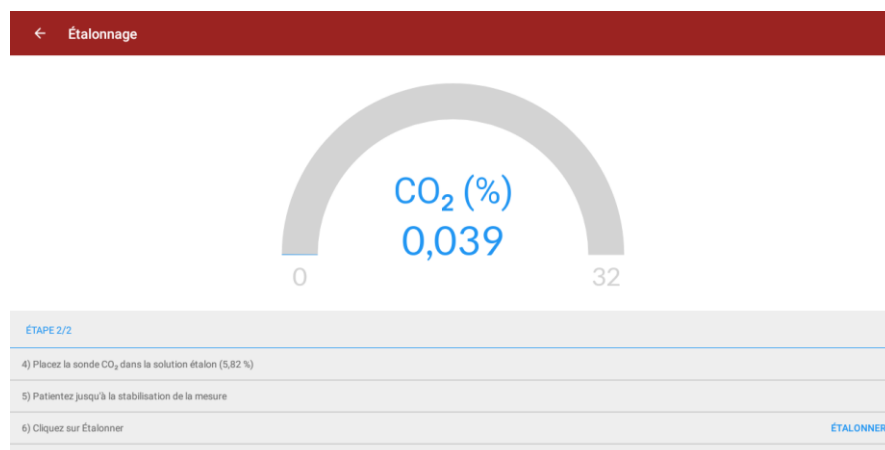 ← Étalonnage
CO₂ (%)
0,039
0 32
ÉTAPE 2/2
4) Placez la sonde CO₂ dans la solution étalon (5,82 %)
5) Patientez jusqu'à la stabilisation de la mesure
6) Cliquez sur Étalonner ÉTALONNER